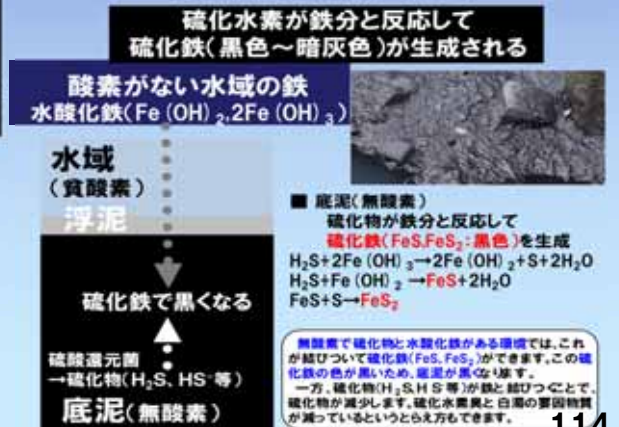 硫化水素が鉄分と反応して
硫化鉄(黒色～暗灰色)が生成される
酸素がない水域の鉄
水酸化鉄(Fe(OH)₂,2Fe(OH)₃)
水域
(貧酸素)
浮泥
硫化鉄で黒くなる
硫酸還元菌
→硫化物(H₂S, HS⁻等)
底泥(無酸素)
■ 底泥(無酸素)
硫化物が鉄分と反応して
硫化鉄(FeS,FeS₂:黒色)を生成
H₂S+2Fe(OH)₃→2Fe(OH)₂+S+2H₂O
H₂S+Fe(OH)₂→FeS+2H₂O
FeS+S→FeS₂
無酸素で硫化物と水酸化鉄がある環境では、これ
が結びついて硫化鉄(FeS, FeS₂)ができます。この硫
化鉄の色が黒いため、底泥が黒くなります。
一方、硫化物(H₂S,HS⁻等)が鉄と結びつくことで、
硫化物が減少します。硫化水素臭と白濁の要因物質
が減っているというとらえ方もできます。
114